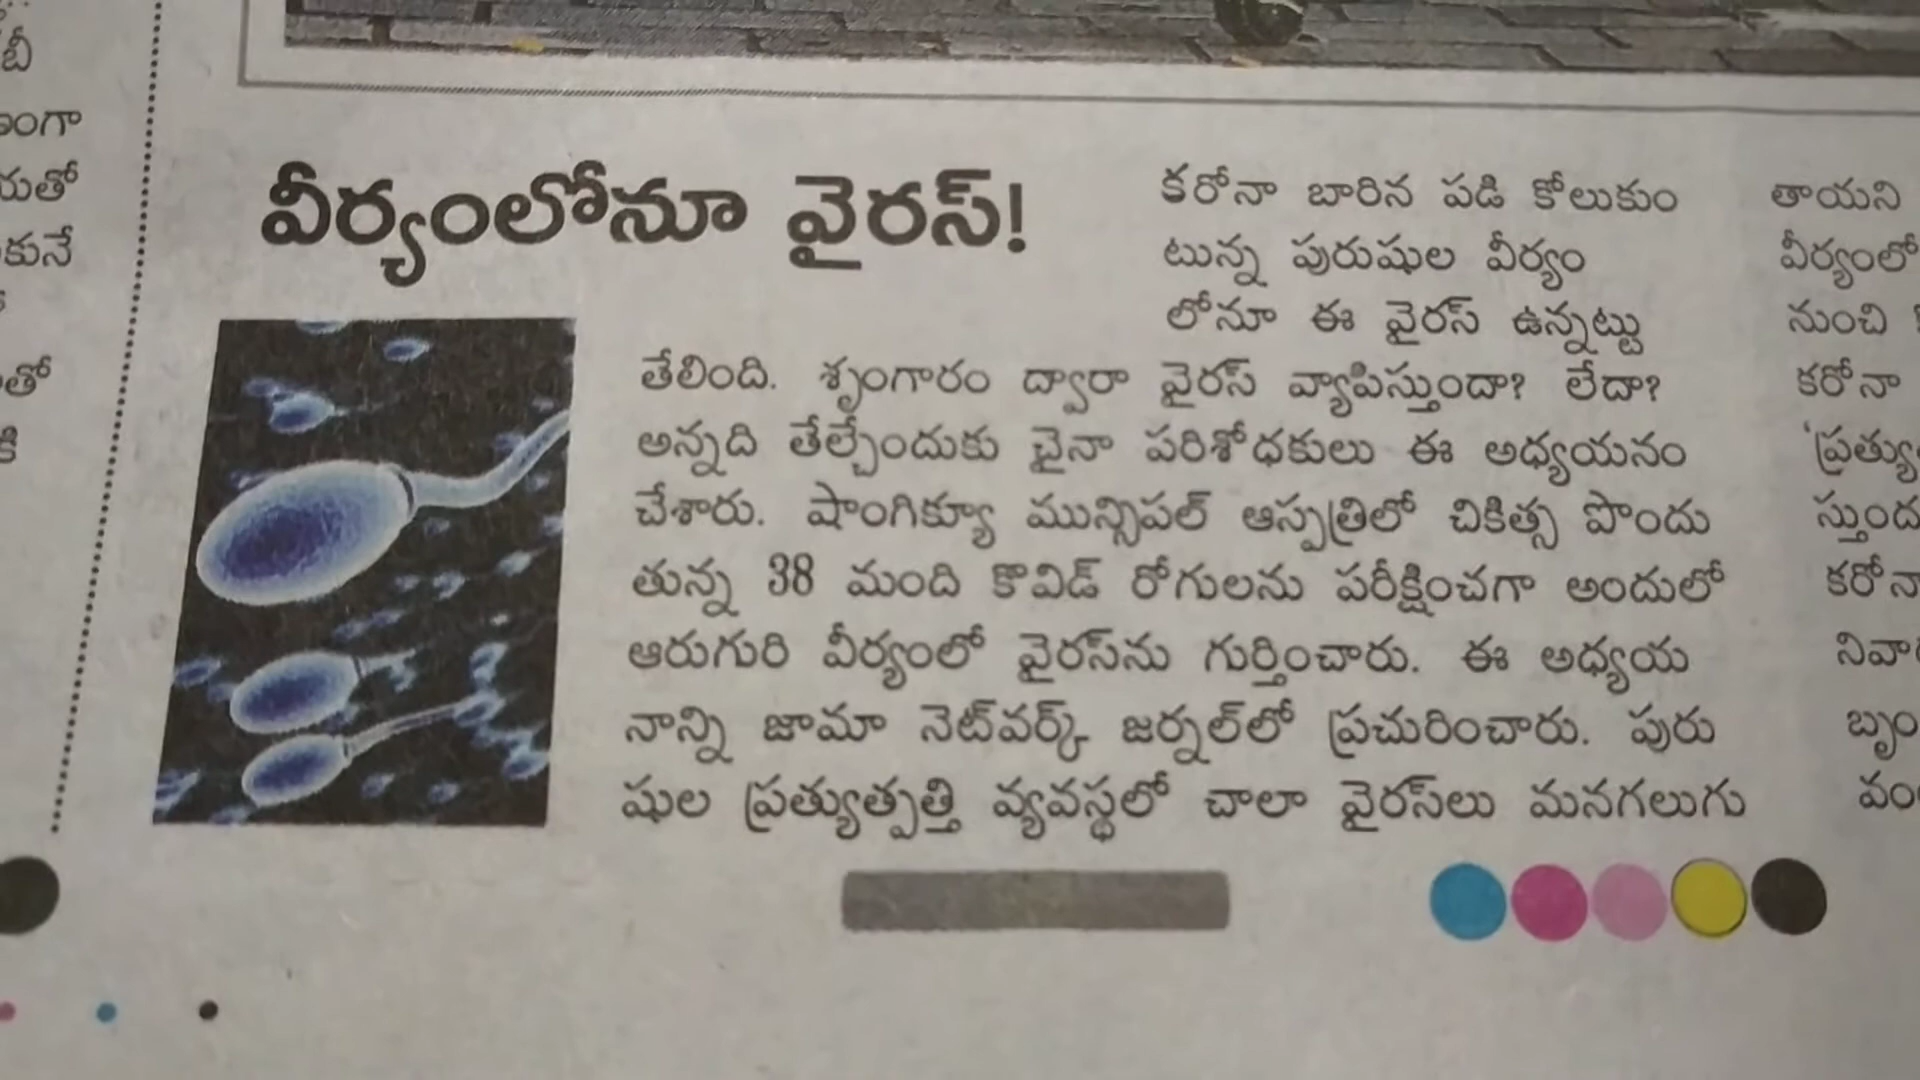 బీ
ణంగా
యతో
కునే
తో
కి
వీర్యంలోనూ వైరస్!
కరోనా బారిన పడి కోలుకుం
టున్న పురుషుల వీర్యం
లోనూ ఈ వైరస్ ఉన్నట్టు
తేలింది. శృంగారం ద్వారా వైరస్ వ్యాపిస్తుందా? లేదా?
అన్నది తేల్చేందుకు చైనా పరిశోధకులు ఈ అధ్యయనం
చేశారు. షాంగిక్యూ మున్సిపల్ ఆస్పత్రిలో చికిత్స పొందు
తున్న 38 మంది కొవిడ్ రోగులను పరీక్షించగా అందులో
ఆరుగురి వీర్యంలో వైరస్‌ను గుర్తించారు. ఈ అధ్యయ
నాన్ని జామా నెట్‌వర్క్ జర్నల్‌లో ప్రచురించారు. పురు
షుల ప్రత్యుత్పత్తి వ్యవస్థలో చాలా వైరస్‌లు మనగలుగు
తాయని
వీర్యంలో
నుంచి
కరోనా
'ప్రత్యు
స్తుంద
కరోనా
నివా
బృం
వం